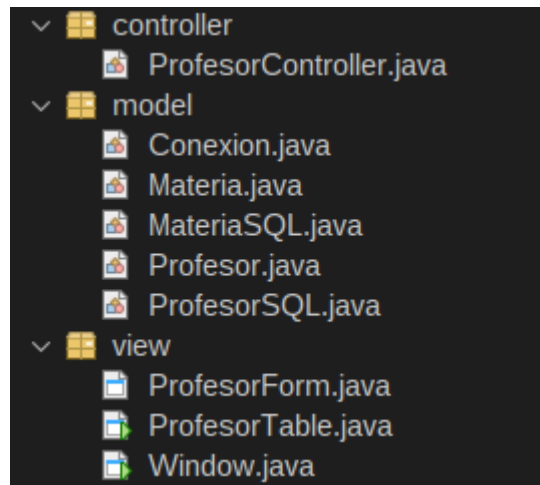 controller
ProfesorController.java
model
Conexion.java
Materia.java
MateriaSQL.java
Profesor.java
ProfesorSQL.java
view
ProfesorForm.java
ProfesorTable.java
Window.java